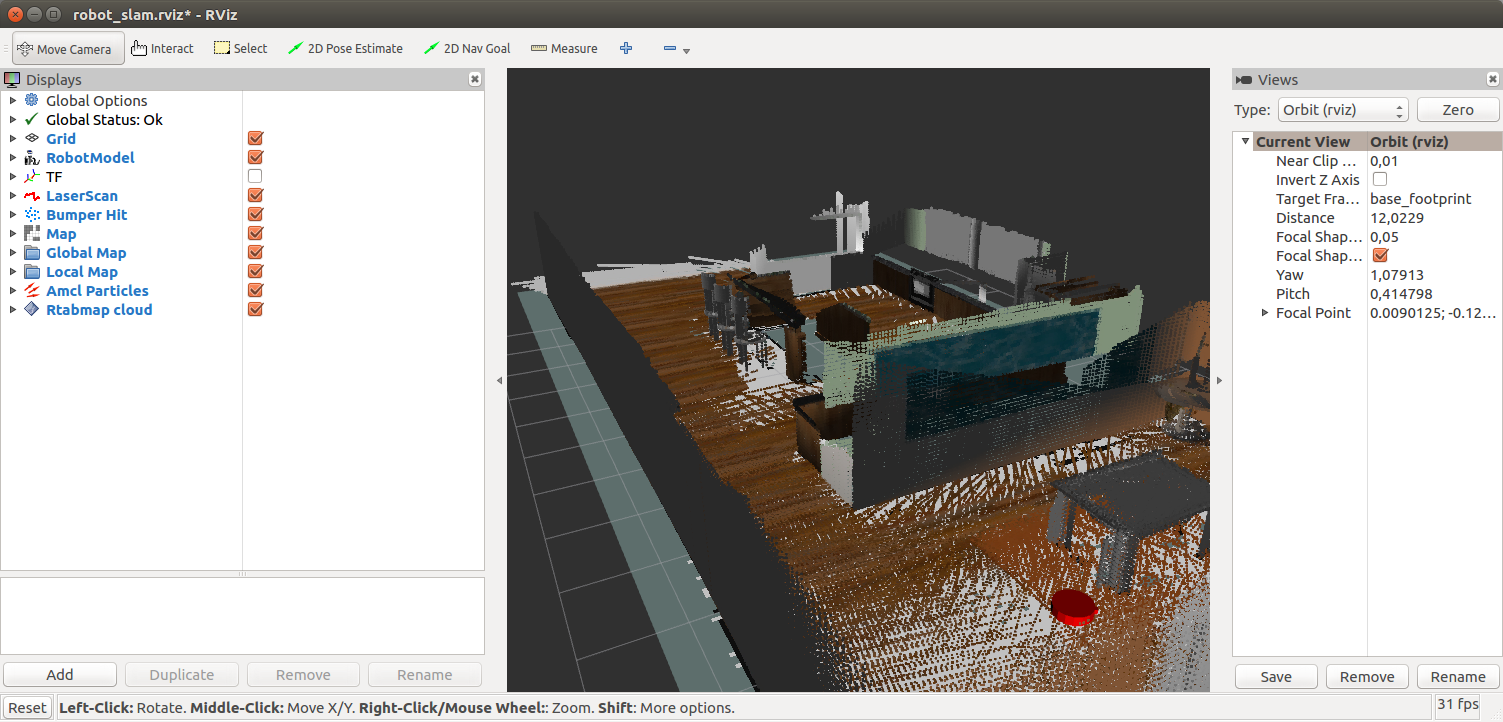 robot_slam.rviz* - RViz
Move Camera Interact Select 2D Pose Estimate 2D Nav Goal Measure
Displays
Global Options
Global Status: Ok
Grid
RobotModel
TF
LaserScan
Bumper Hit
Map
Global Map
Local Map
Amcl Particles
Rtabmap cloud
Add Duplicate Remove Rename
Views
Type: Orbit (rviz) Zero
Current View Orbit (rviz)
Near Clip ... 0,01
Invert Z Axis
Target Fra... base_footprint
Distance 12,0229
Focal Shap... 0,05
Focal Shap...
Yaw 1,07913
Pitch 0,414798
Focal Point 0.0090125; -0.12...
Save Remove Rename
Reset Left-Click: Rotate. Middle-Click: Move X/Y. Right-Click/Mouse Wheel:: Zoom. Shift: More options. 31 fps